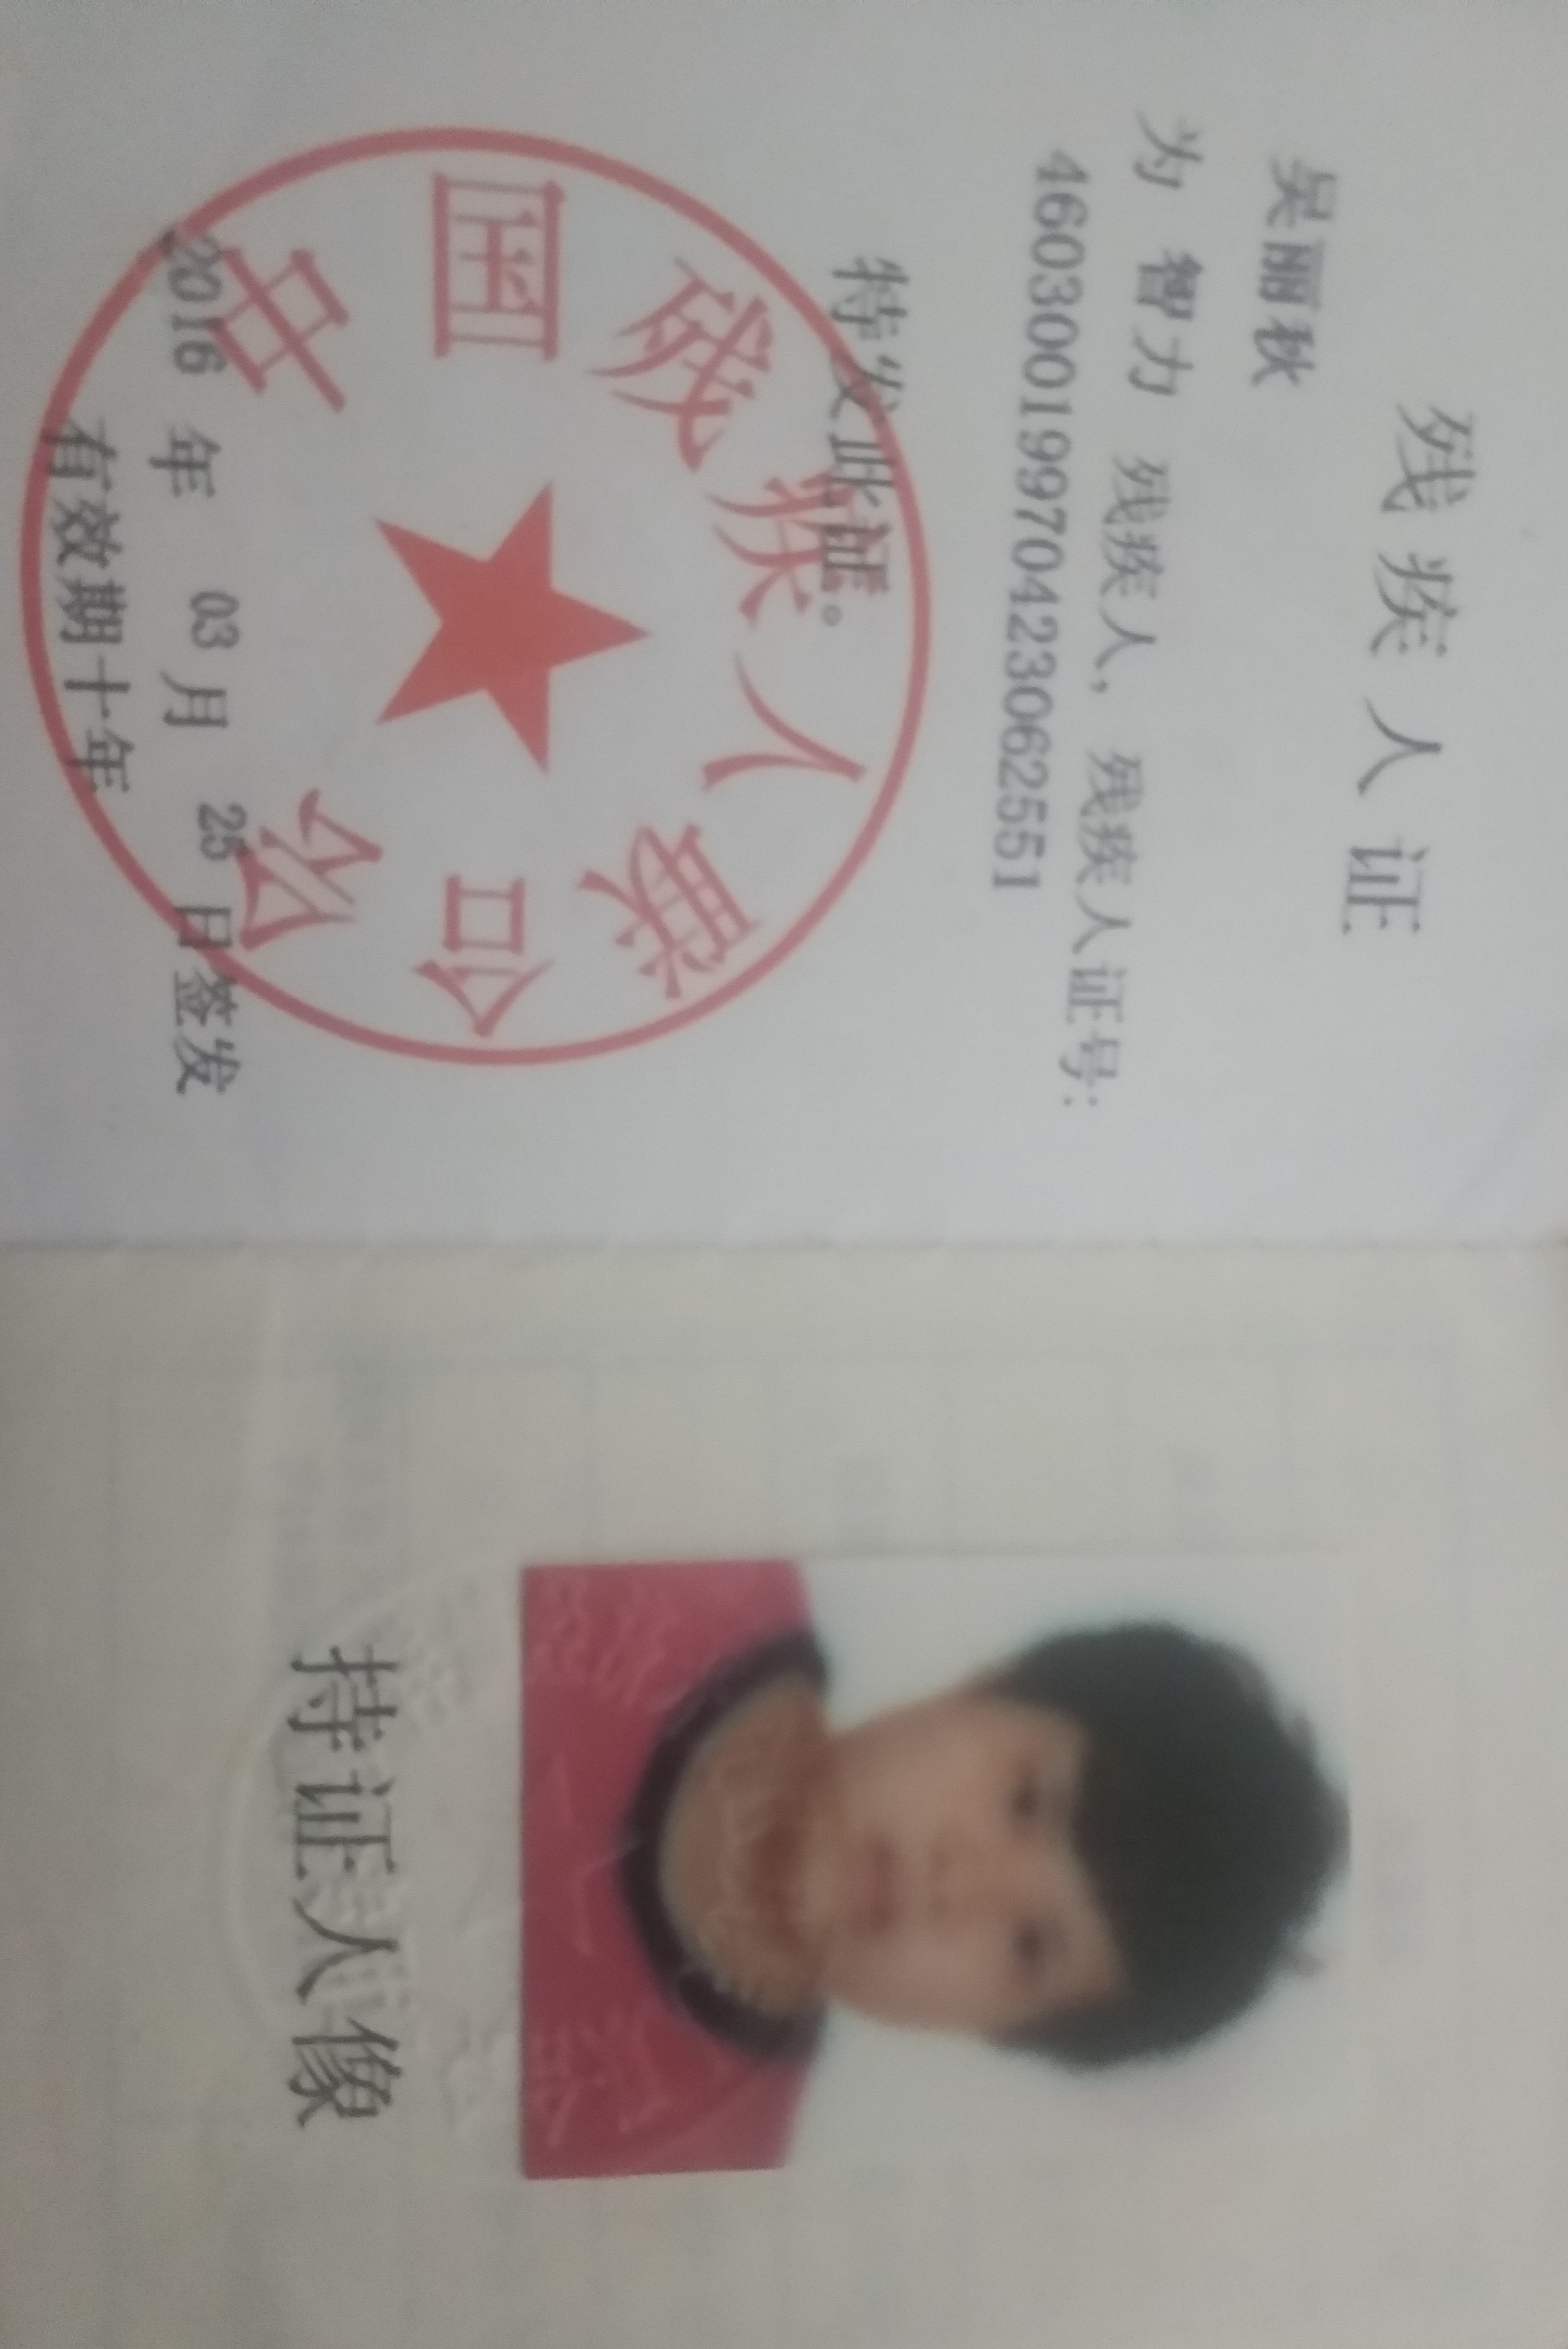 残疾人证
吴丽秋
为 智力 残疾人，残疾人证号：
46030019970423062551
特发此证。
中国残疾人联合会
2016 年 03 月 25 日签发
有效期十年
持证人像